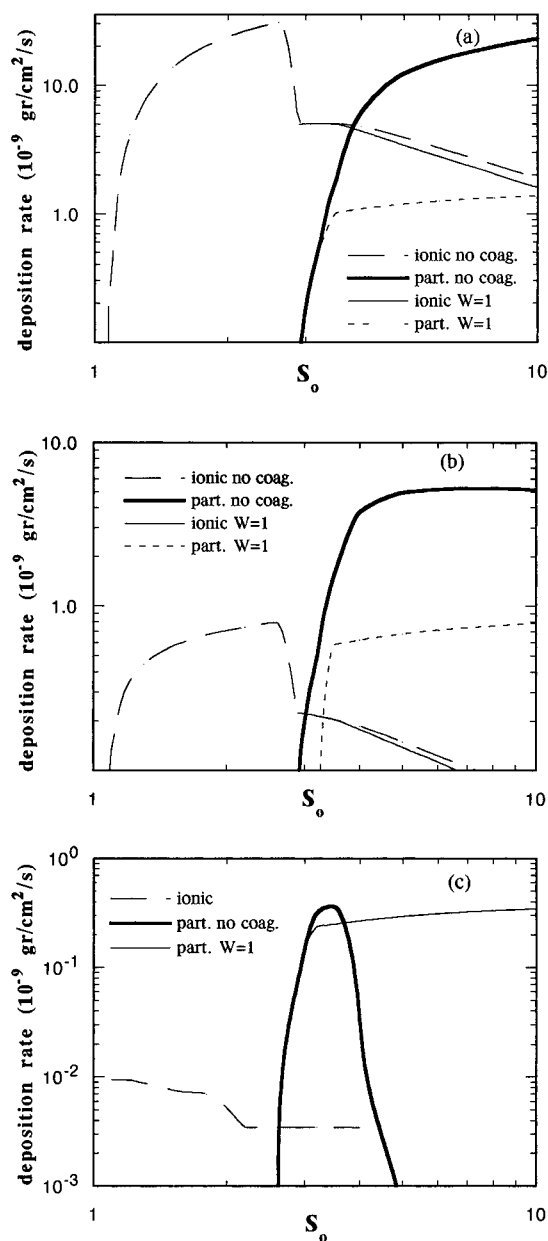 (a)
deposition rate (10⁻⁹ gr/cm²/s)
10.0
1.0
ionic no coag.
part. no coag.
ionic W=1
part. W=1
1
S₀
10
(b)
deposition rate (10⁻⁹ gr/cm²/s)
10.0
1.0
ionic no coag.
part. no coag.
ionic W=1
part. W=1
1
S₀
10
(c)
deposition rate (10⁻⁹ gr/cm²/s)
10⁰
10⁻¹
10⁻²
10⁻³
ionic
part. no coag.
part. W=1
1
S₀
10